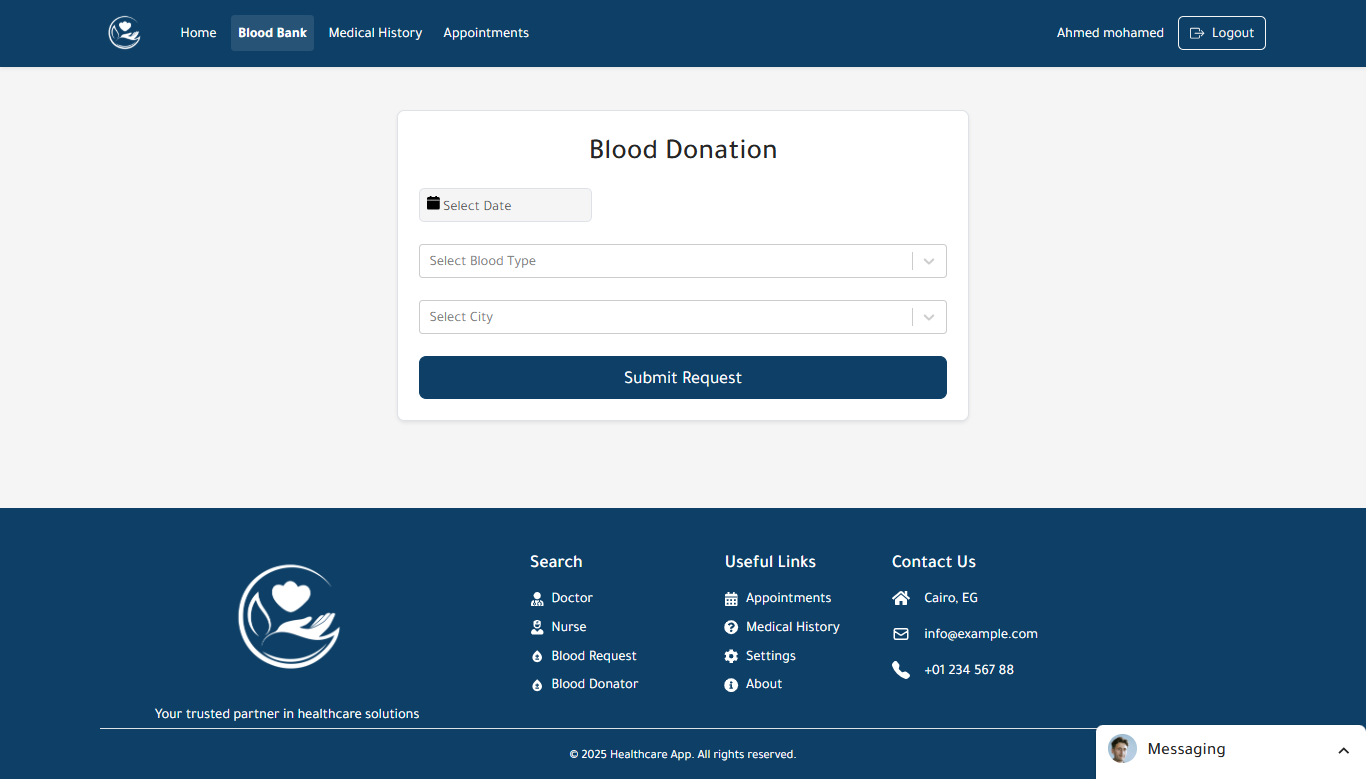 Home Blood Bank Medical History Appointments Ahmed mohamed Logout
Blood Donation
Select Date
Select Blood Type
Select City
Submit Request
Your trusted partner in healthcare solutions
Search
Doctor
Nurse
Blood Request
Blood Donator
Useful Links
Appointments
Medical History
Settings
About
Contact Us
Cairo, EG
info@example.com
+01 234 567 88
© 2025 Healthcare App. All rights reserved.
Messaging